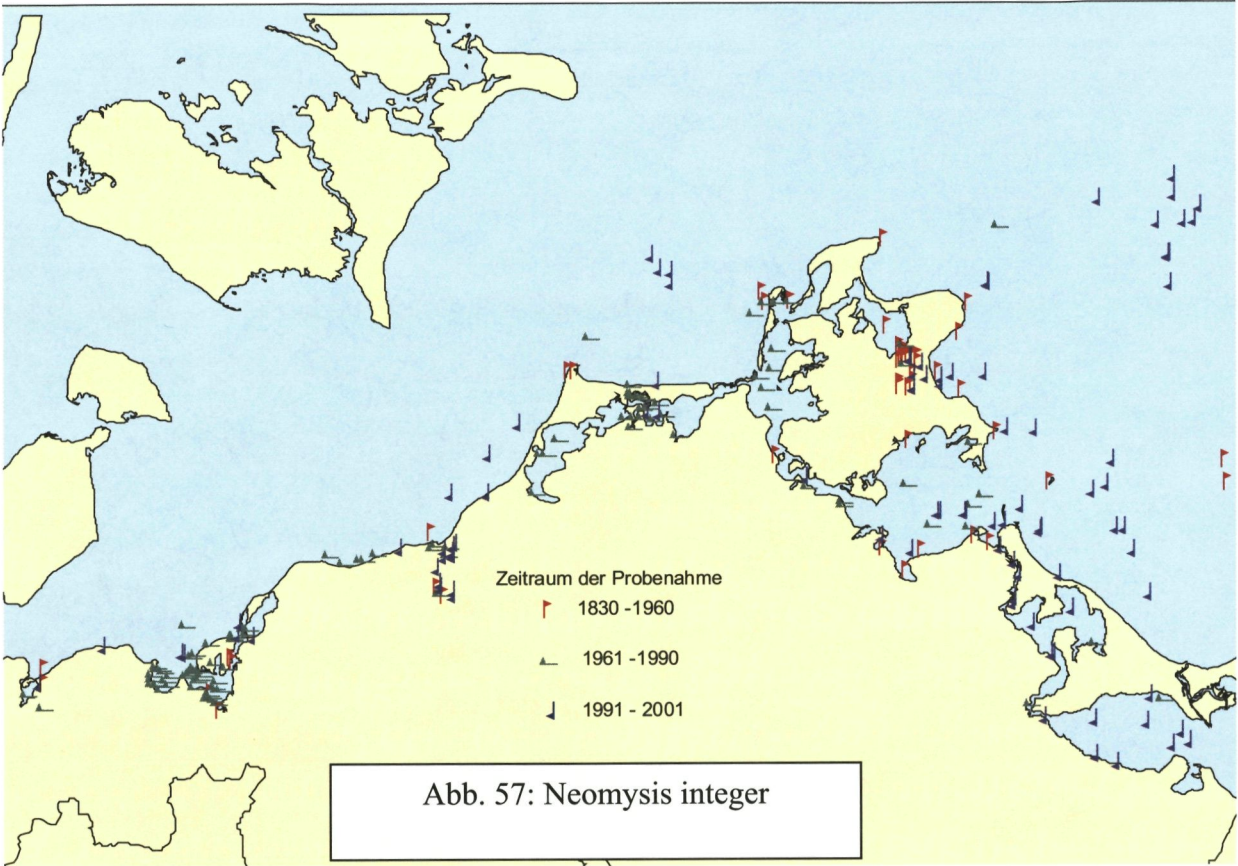 Zeitraum der Probenahme
1830 -1960
1961 -1990
1991 - 2001
Abb. 57: Neomysis integer